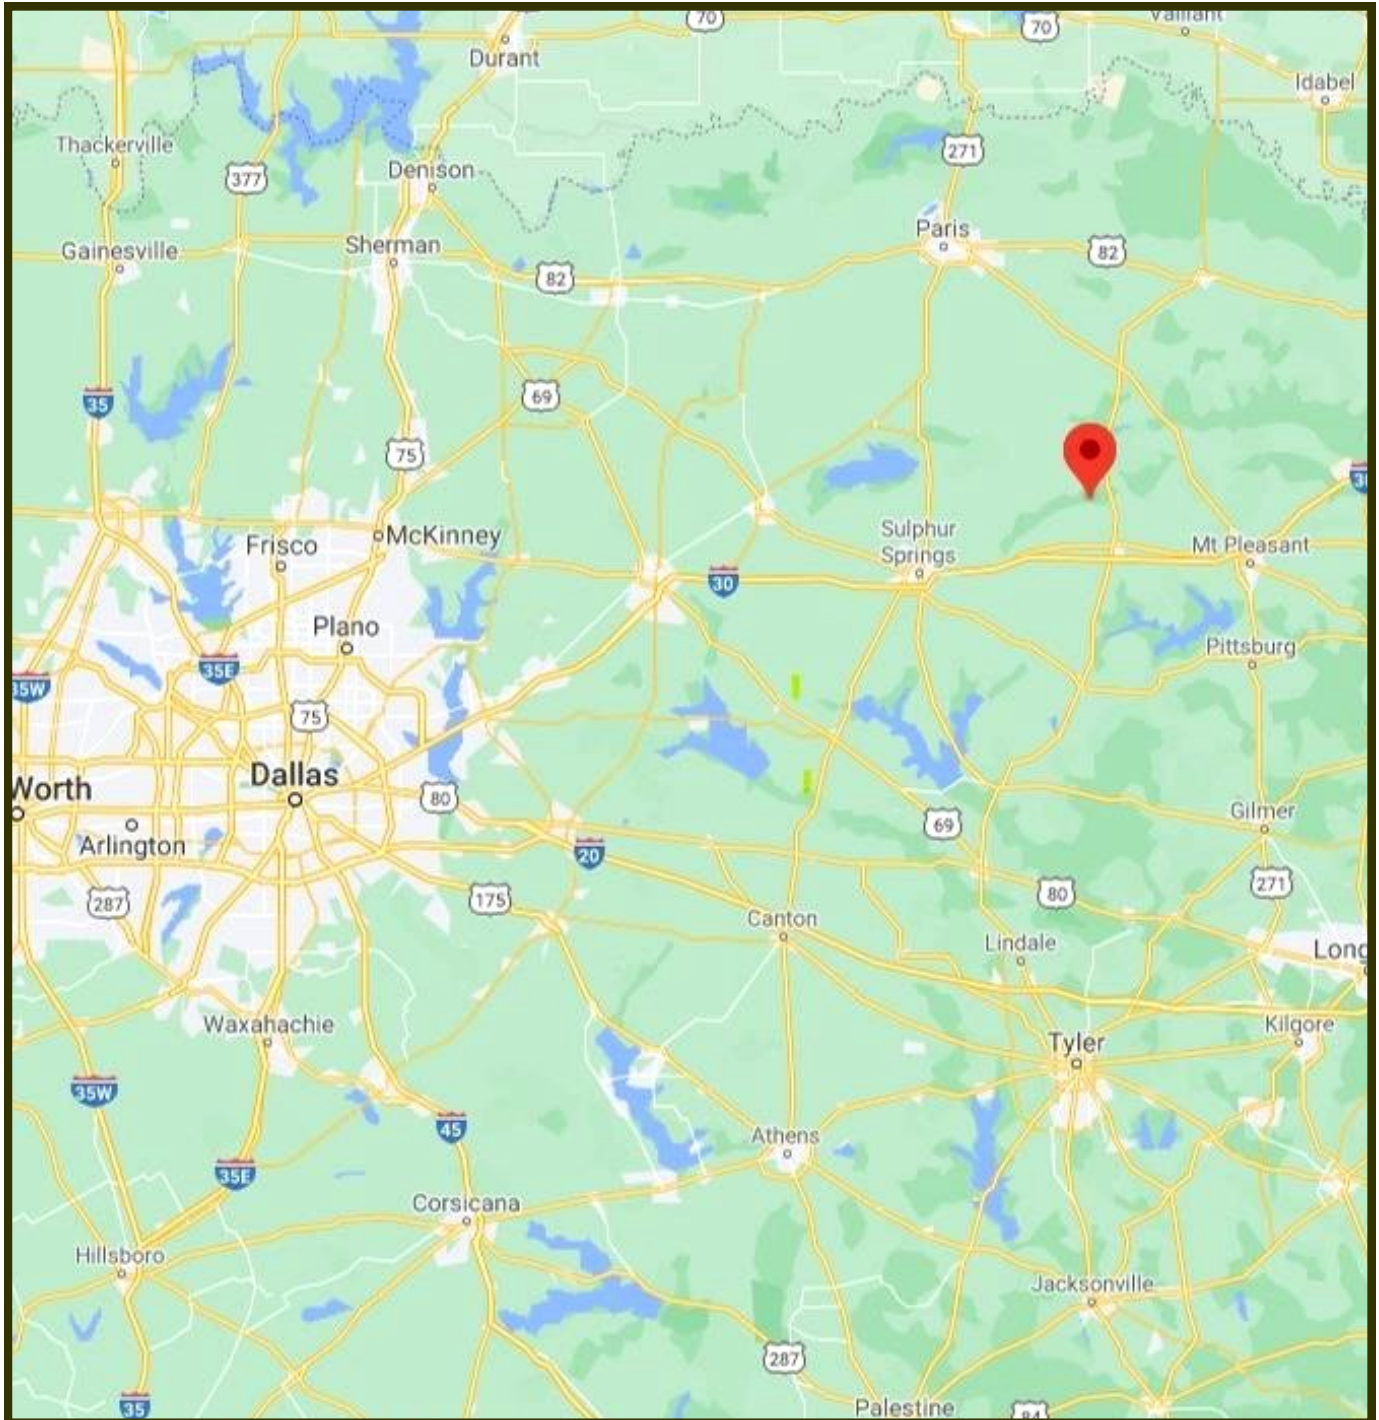 70
70
Valliant
Durant
Idabel
Thackerville
377
Denison
271
Paris
Gainesville
Sherman
82
82
35
69
75
30
Sulphur
Springs
Mt Pleasant
Frisco
McKinney
30
Plano
35E
Pittsburg
35W
75
Dallas
Worth
80
69
Gilmer
Arlington
20
287
175
80
271
Canton
Lindale
Long
Waxahachie
Kilgore
Tyler
35W
45
Athens
35E
Corsicana
Hillsboro
Jacksonville
287
35
Palestine
84